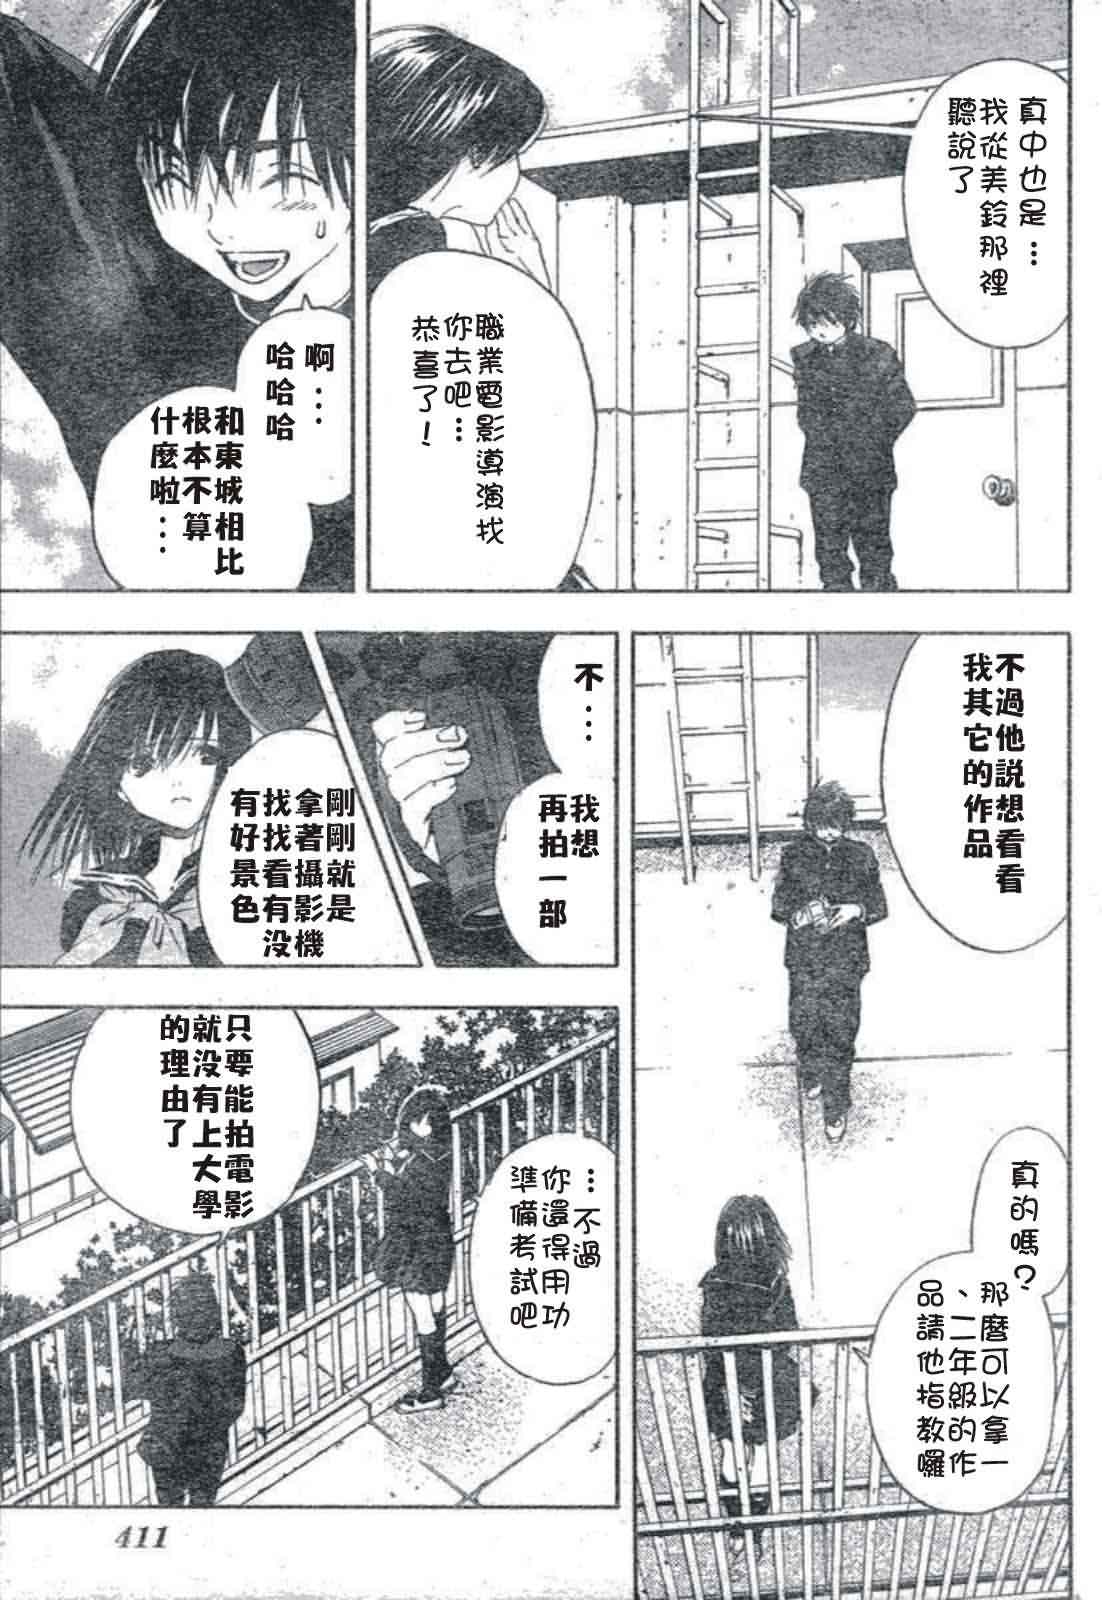 真中也是…
我從美鈴那裡
聽說了
職業電影導演找
你去吧…
恭喜了！
啊…
哈哈哈
和東城相比
根本不算
什麼啦…
不過他說想看看
我其它的作品
真的嗎？
那麼可以拿一
、二年級的作
品請他指教囉
不…
我想
再拍一部
剛剛就是
拿著攝影機
找找看有沒
有好景色
…不過
你還得用功
準備考試吧
只要能拍電影
就沒有上大學
的理由了
411